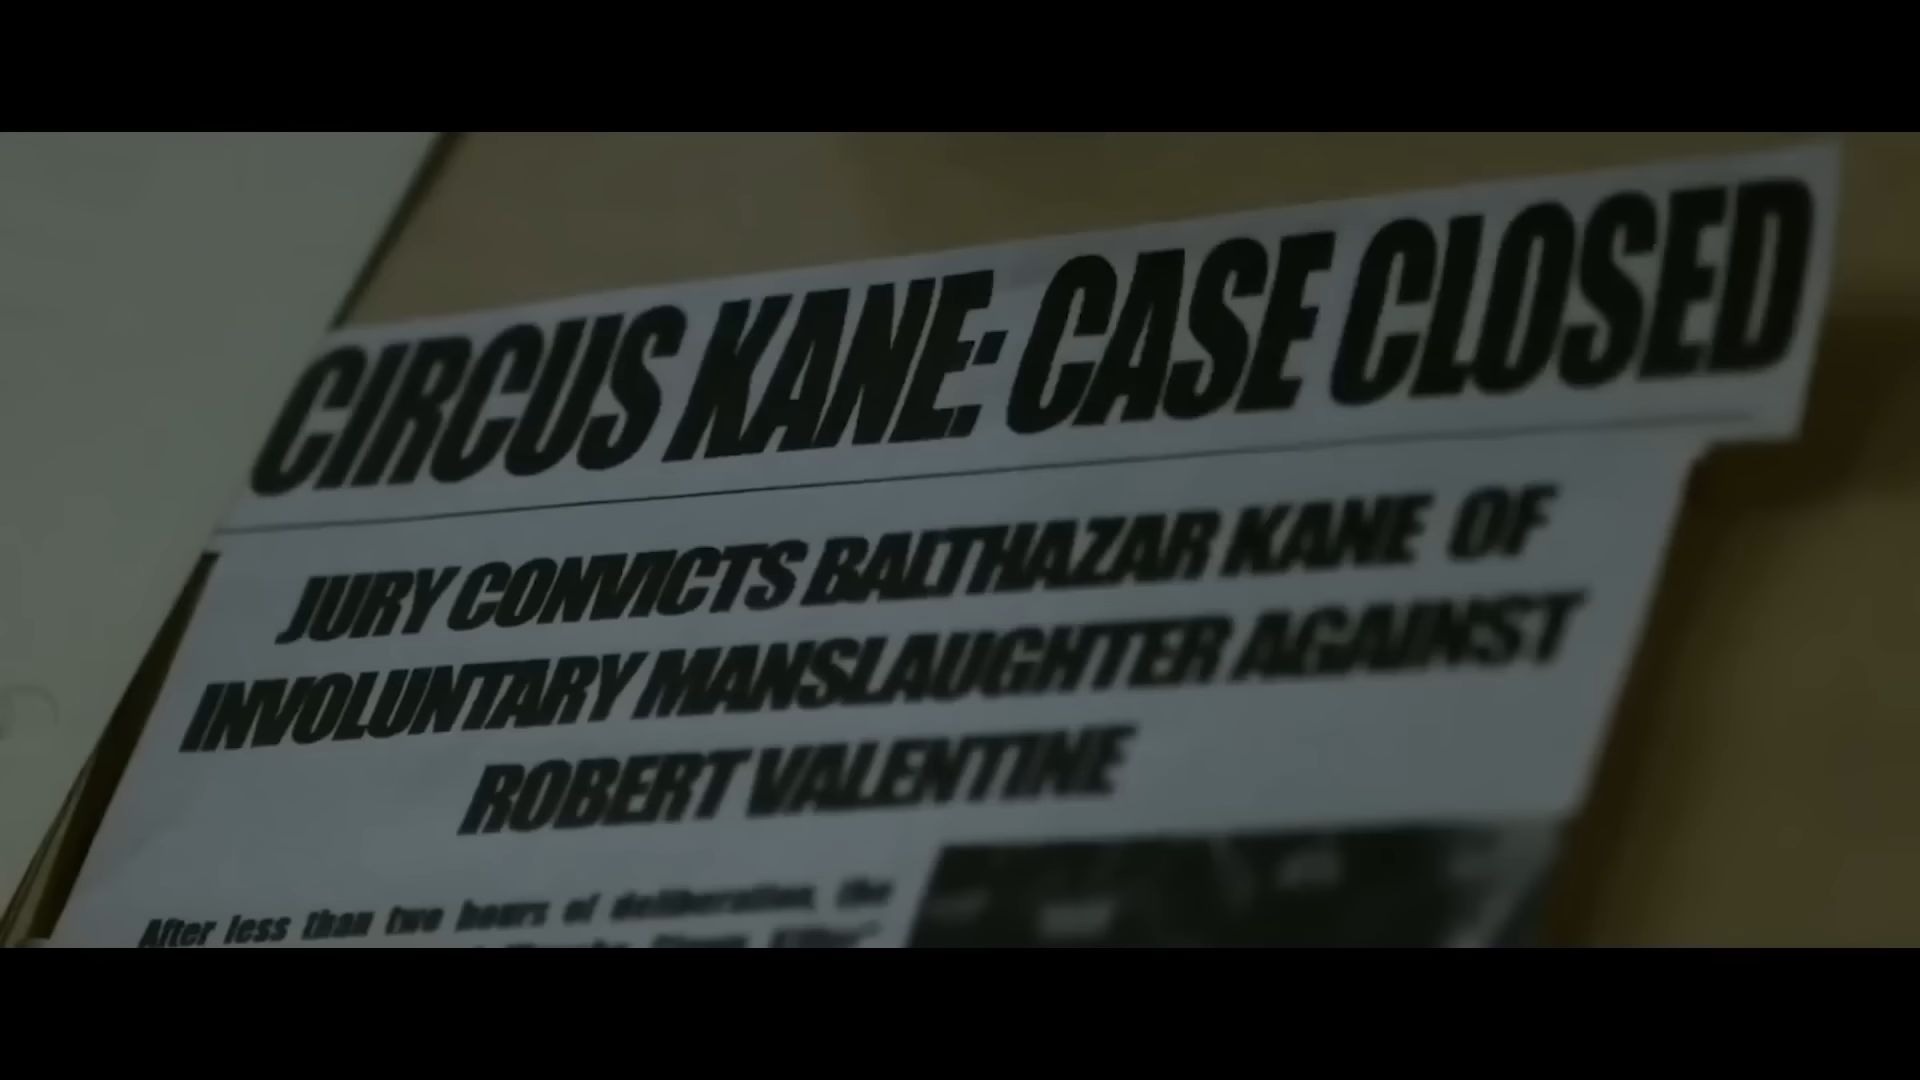 CIRCUS KANE: CASE CLOSED
JURY CONVICTS BALTHAZAR KANE OF
INVOLUNTARY MANSLAUGHTER AGAINST
ROBERT VALENTINE
After less than two hours of deliberation, the